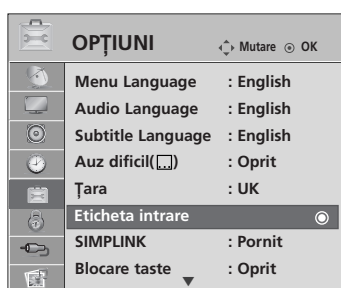 OPȚIUNI Mutare OK
Menu Language : English
Audio Language : English
Subtitle Language : English
Auz dificil( ) : Oprit
Țara : UK
Eticheta intrare
SIMPLINK : Pornit
Blocare taste : Oprit